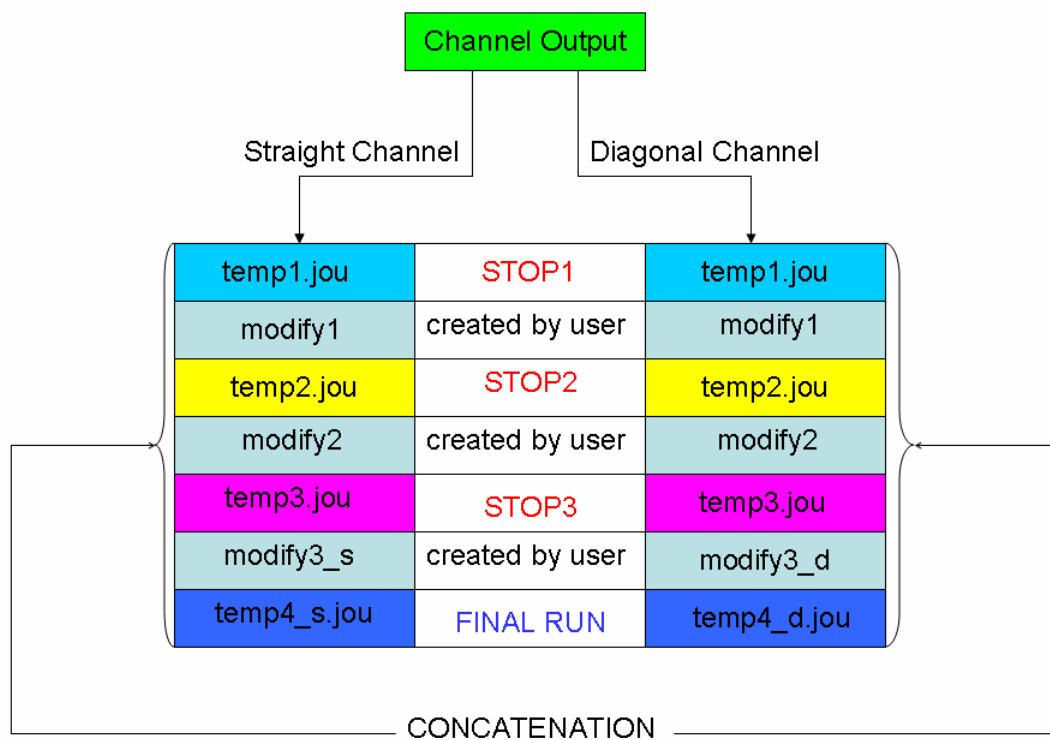 Channel Output
Straight Channel
Diagonal Channel
temp1.jou STOP1 temp1.jou
modify1 created by user modify1
temp2.jou STOP2 temp2.jou
modify2 created by user modify2
temp3.jou STOP3 temp3.jou
modify3_s created by user modify3_d
temp4_s.jou FINAL RUN temp4_d.jou
CONCATENATION